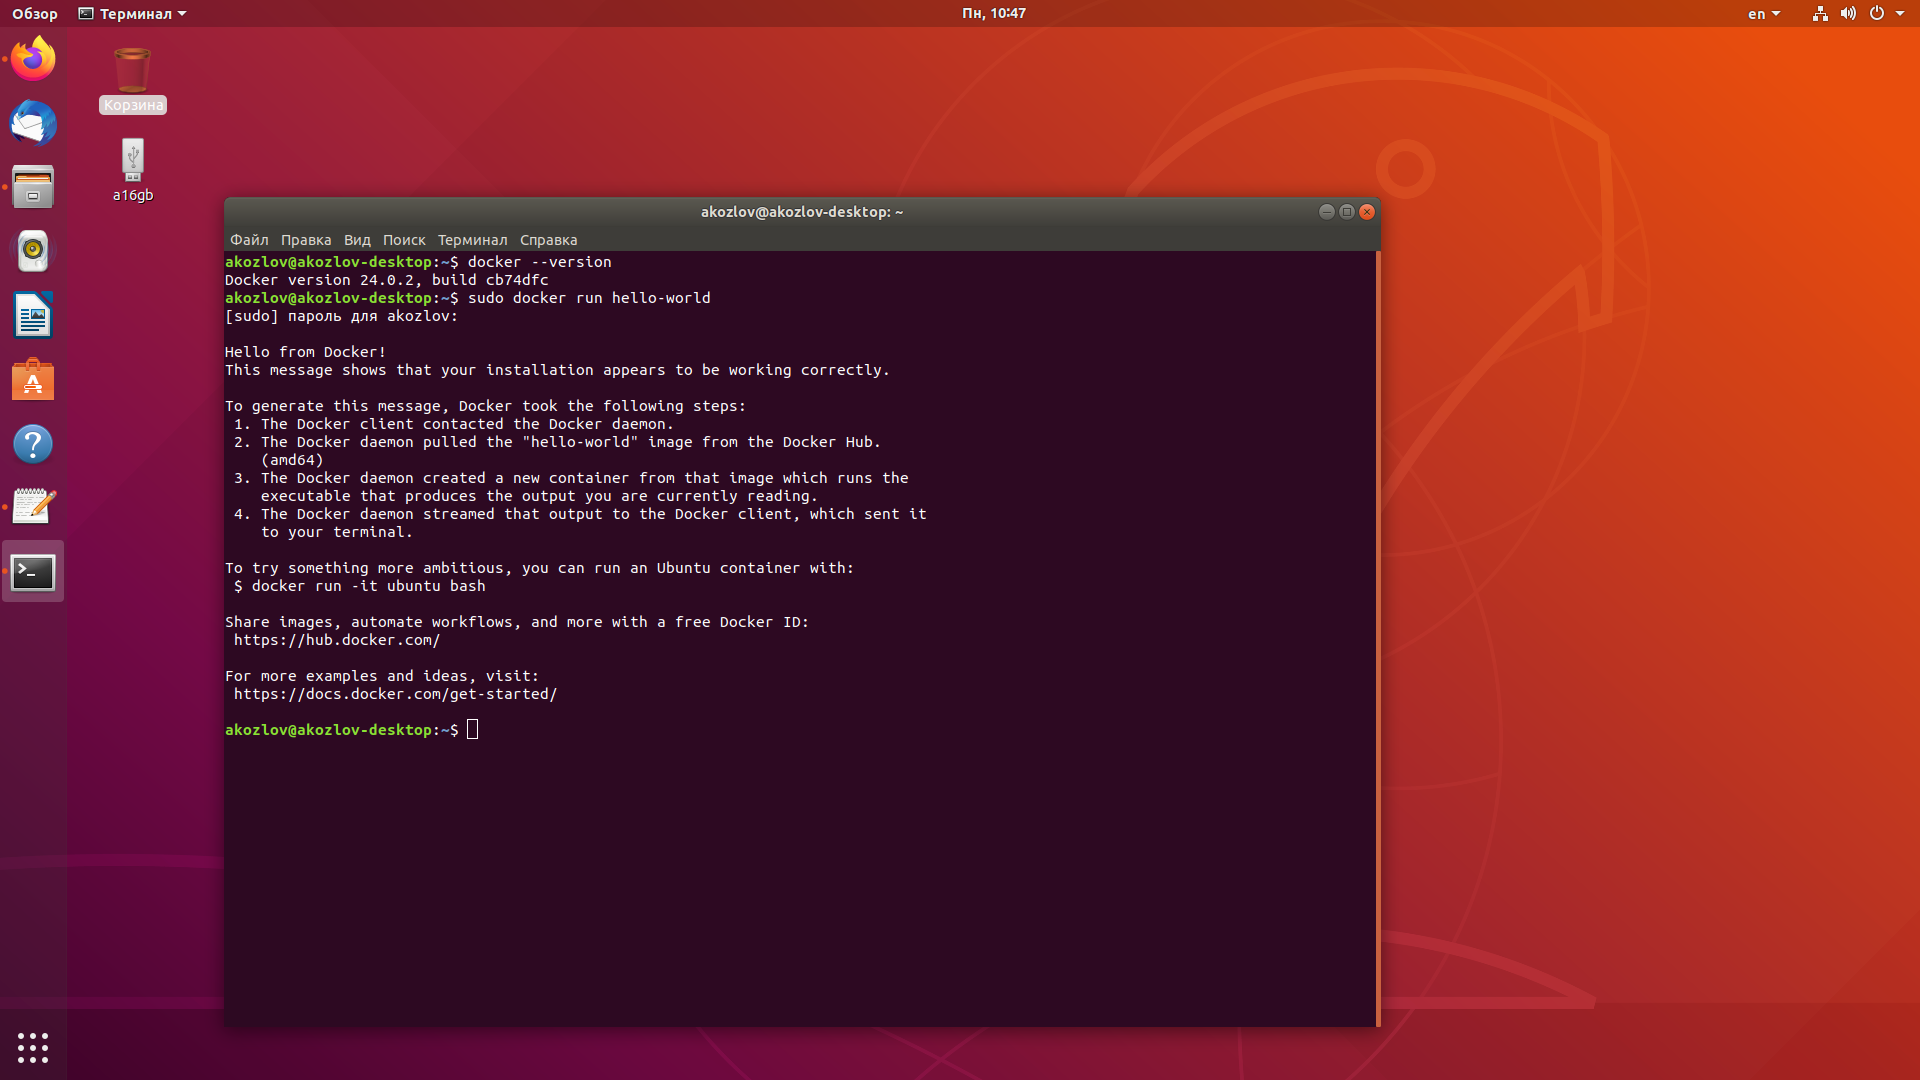 Обзор
Терминал
Пн, 10:47
en
Корзина
a16gb
akozlov@akozlov-desktop: ~
Файл Правка Вид Поиск Терминал Справка
akozlov@akozlov-desktop:~$ docker --version
Docker version 24.0.2, build cb74dfc
akozlov@akozlov-desktop:~$ sudo docker run hello-world
[sudo] пароль для akozlov:
Hello from Docker!
This message shows that your installation appears to be working correctly.
To generate this message, Docker took the following steps:
1. The Docker client contacted the Docker daemon.
2. The Docker daemon pulled the "hello-world" image from the Docker Hub.
(amd64)
3. The Docker daemon created a new container from that image which runs the
executable that produces the output you are currently reading.
4. The Docker daemon streamed that output to the Docker client, which sent it
to your terminal.
To try something more ambitious, you can run an Ubuntu container with:
$ docker run -it ubuntu bash
Share images, automate workflows, and more with a free Docker ID:
https://hub.docker.com/
For more examples and ideas, visit:
https://docs.docker.com/get-started/
akozlov@akozlov-desktop:~$